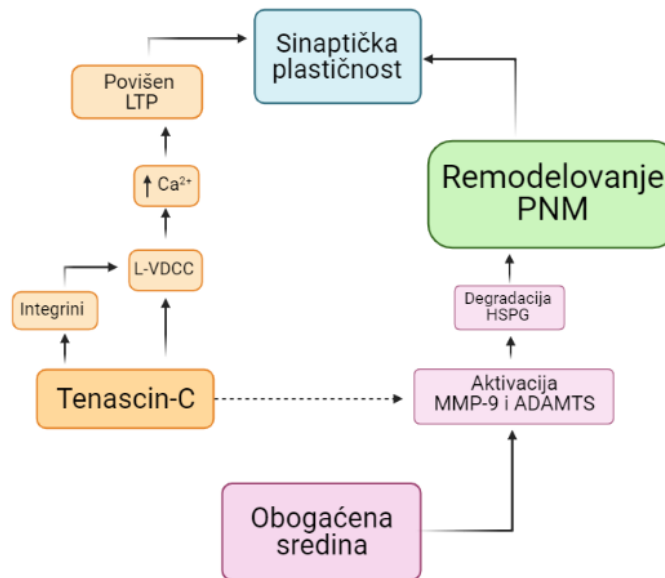 Sinaptička
plastičnost
Povišen
LTP
↑ Ca²⁺
L-VDCC
Integrini
Tenascin-C
Remodelovanje
PNM
Degradacija
HSPG
Aktivacija
MMP-9 i ADAMTS
Obogaćena
sredina